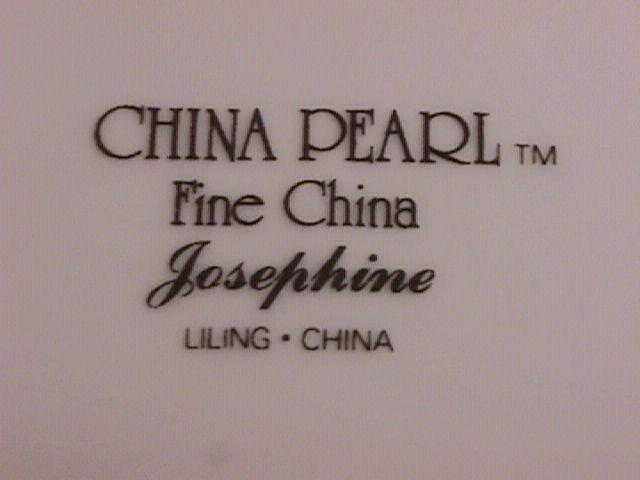 CHINA PEARL™
Fine China
Josephine
LILING • CHINA